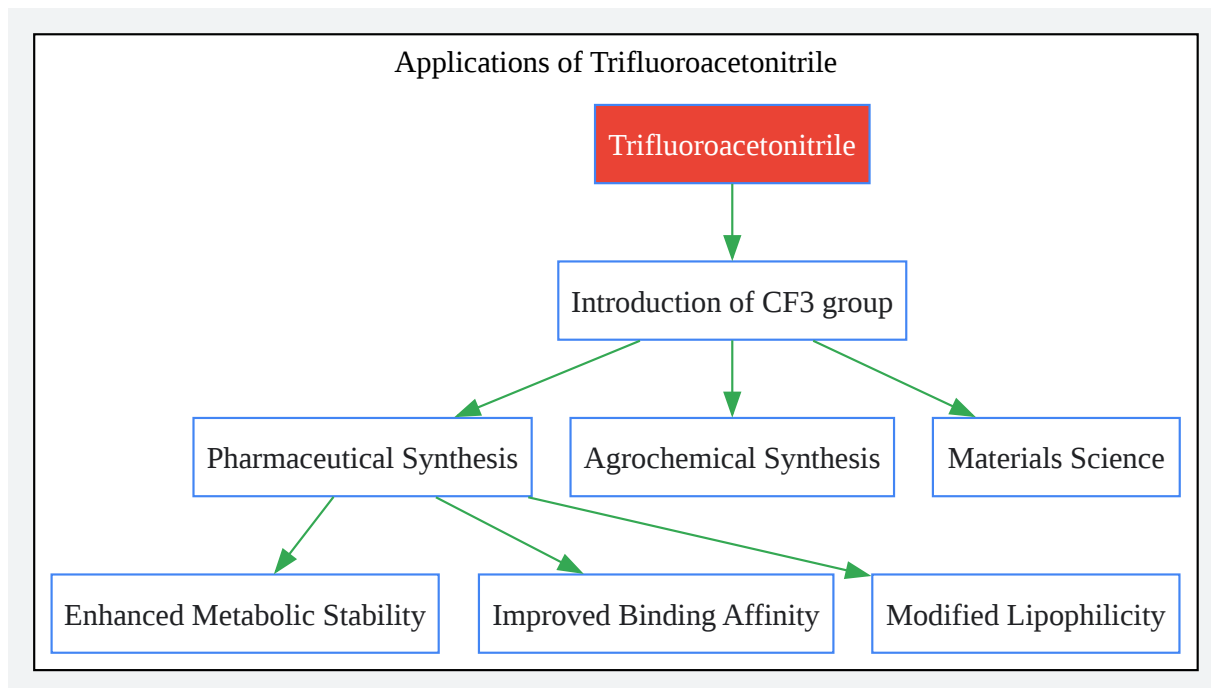 Applications of Trifluoroacetonitrile
Trifluoroacetonitrile
Introduction of CF3 group
Pharmaceutical Synthesis
Agrochemical Synthesis
Materials Science
Enhanced Metabolic Stability
Improved Binding Affinity
Modified Lipophilicity